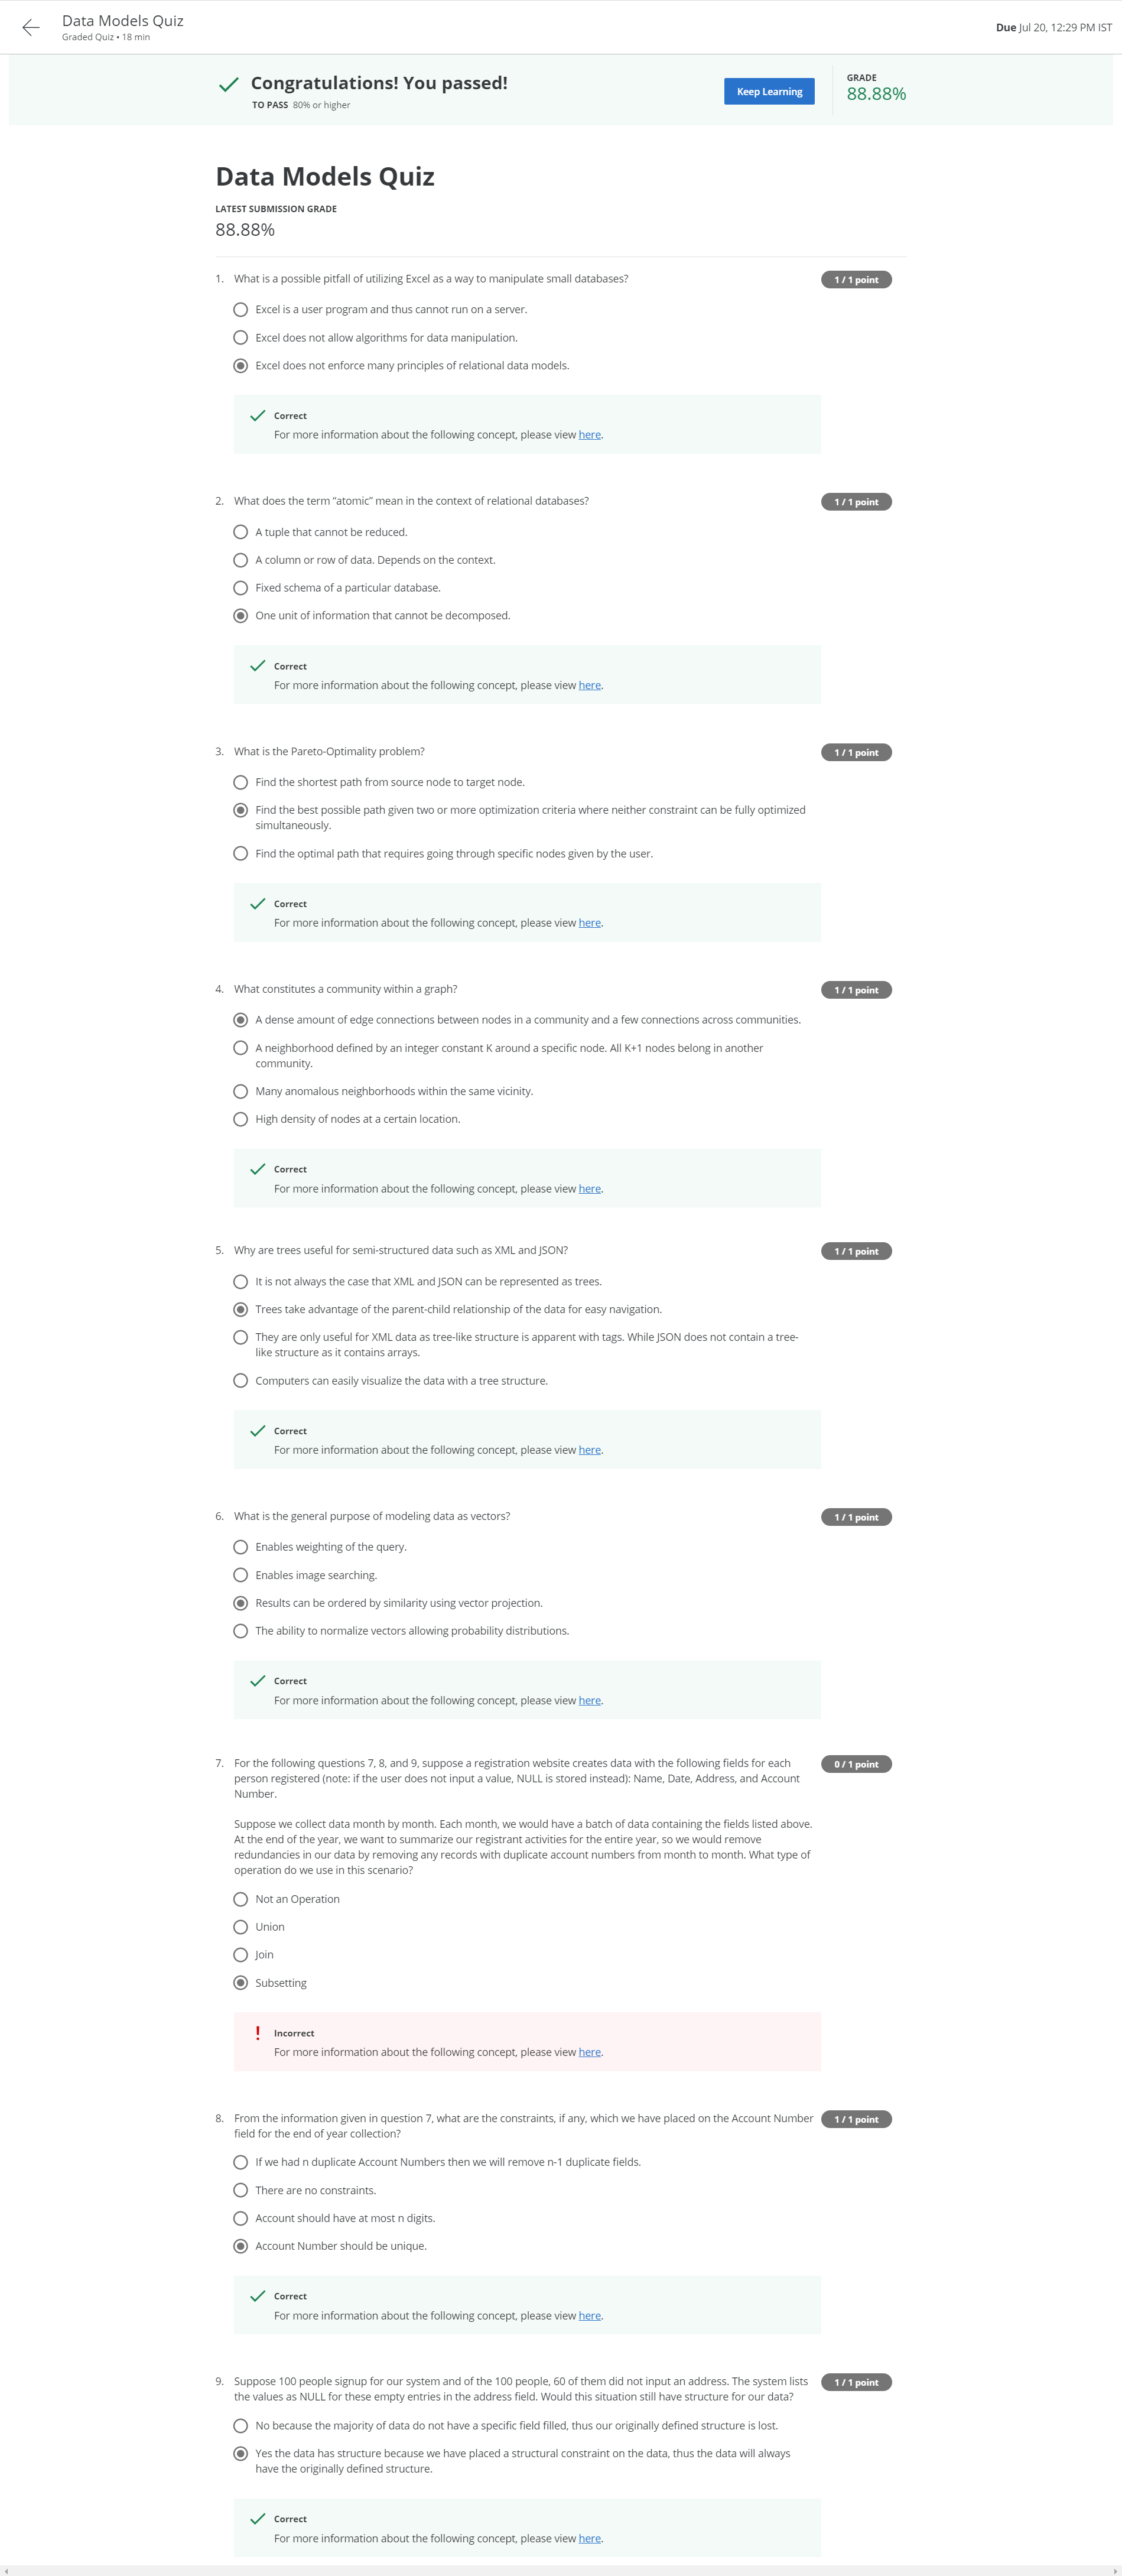 Data Models Quiz
Graded Quiz • 18 min
Due Jul 20, 12:29 PM IST
Congratulations! You passed!
TO PASS 80% or higher
Keep Learning
GRADE
88.88%
Data Models Quiz
LATEST SUBMISSION GRADE
88.88%
1. What is a possible pitfall of utilizing Excel as a way to manipulate small databases?
1 / 1 point
Excel is a user program and thus cannot run on a server.
Excel does not allow algorithms for data manipulation.
Excel does not enforce many principles of relational data models.
Correct
For more information about the following concept, please view here.
2. What does the term “atomic” mean in the context of relational databases?
1 / 1 point
A tuple that cannot be reduced.
A column or row of data. Depends on the context.
Fixed schema of a particular database.
One unit of information that cannot be decomposed.
Correct
For more information about the following concept, please view here.
3. What is the Pareto-Optimality problem?
1 / 1 point
Find the shortest path from source node to target node.
Find the best possible path given two or more optimization criteria where neither constraint can be fully optimized
simultaneously.
Find the optimal path that requires going through specific nodes given by the user.
Correct
For more information about the following concept, please view here.
4. What constitutes a community within a graph?
1 / 1 point
A dense amount of edge connections between nodes in a community and a few connections across communities.
A neighborhood defined by an integer constant K around a specific node. All K+1 nodes belong in another
community.
Many anomalous neighborhoods within the same vicinity.
High density of nodes at a certain location.
Correct
For more information about the following concept, please view here.
5. Why are trees useful for semi-structured data such as XML and JSON?
1 / 1 point
It is not always the case that XML and JSON can be represented as trees.
Trees take advantage of the parent-child relationship of the data for easy navigation.
They are only useful for XML data as tree-like structure is apparent with tags. While JSON does not contain a tree-
like structure as it contains arrays.
Computers can easily visualize the data with a tree structure.
Correct
For more information about the following concept, please view here.
6. What is the general purpose of modeling data as vectors?
1 / 1 point
Enables weighting of the query.
Enables image searching.
Results can be ordered by similarity using vector projection.
The ability to normalize vectors allowing probability distributions.
Correct
For more information about the following concept, please view here.
7. For the following questions 7, 8, and 9, suppose a registration website creates data with the following fields for each
0 / 1 point
person registered (note: if the user does not input a value, NULL is stored instead): Name, Date, Address, and Account
Number.
Suppose we collect data month by month. Each month, we would have a batch of data containing the fields listed above.
At the end of the year, we want to summarize our registrant activities for the entire year, so we would remove
redundancies in our data by removing any records with duplicate account numbers from month to month. What type of
operation do we use in this scenario?
Not an Operation
Union
Join
Subsetting
Incorrect
For more information about the following concept, please view here.
8. From the information given in question 7, what are the constraints, if any, which we have placed on the Account Number
1 / 1 point
field for the end of year collection?
If we had n duplicate Account Numbers then we will remove n-1 duplicate fields.
There are no constraints.
Account should have at most n digits.
Account Number should be unique.
Correct
For more information about the following concept, please view here.
9. Suppose 100 people signup for our system and of the 100 people, 60 of them did not input an address. The system lists
1 / 1 point
the values as NULL for these empty entries in the address field. Would this situation still have structure for our data?
No because the majority of data do not have a specific field filled, thus our originally defined structure is lost.
Yes the data has structure because we have placed a structural constraint on the data, thus the data will always
have the originally defined structure.
Correct
For more information about the following concept, please view here.